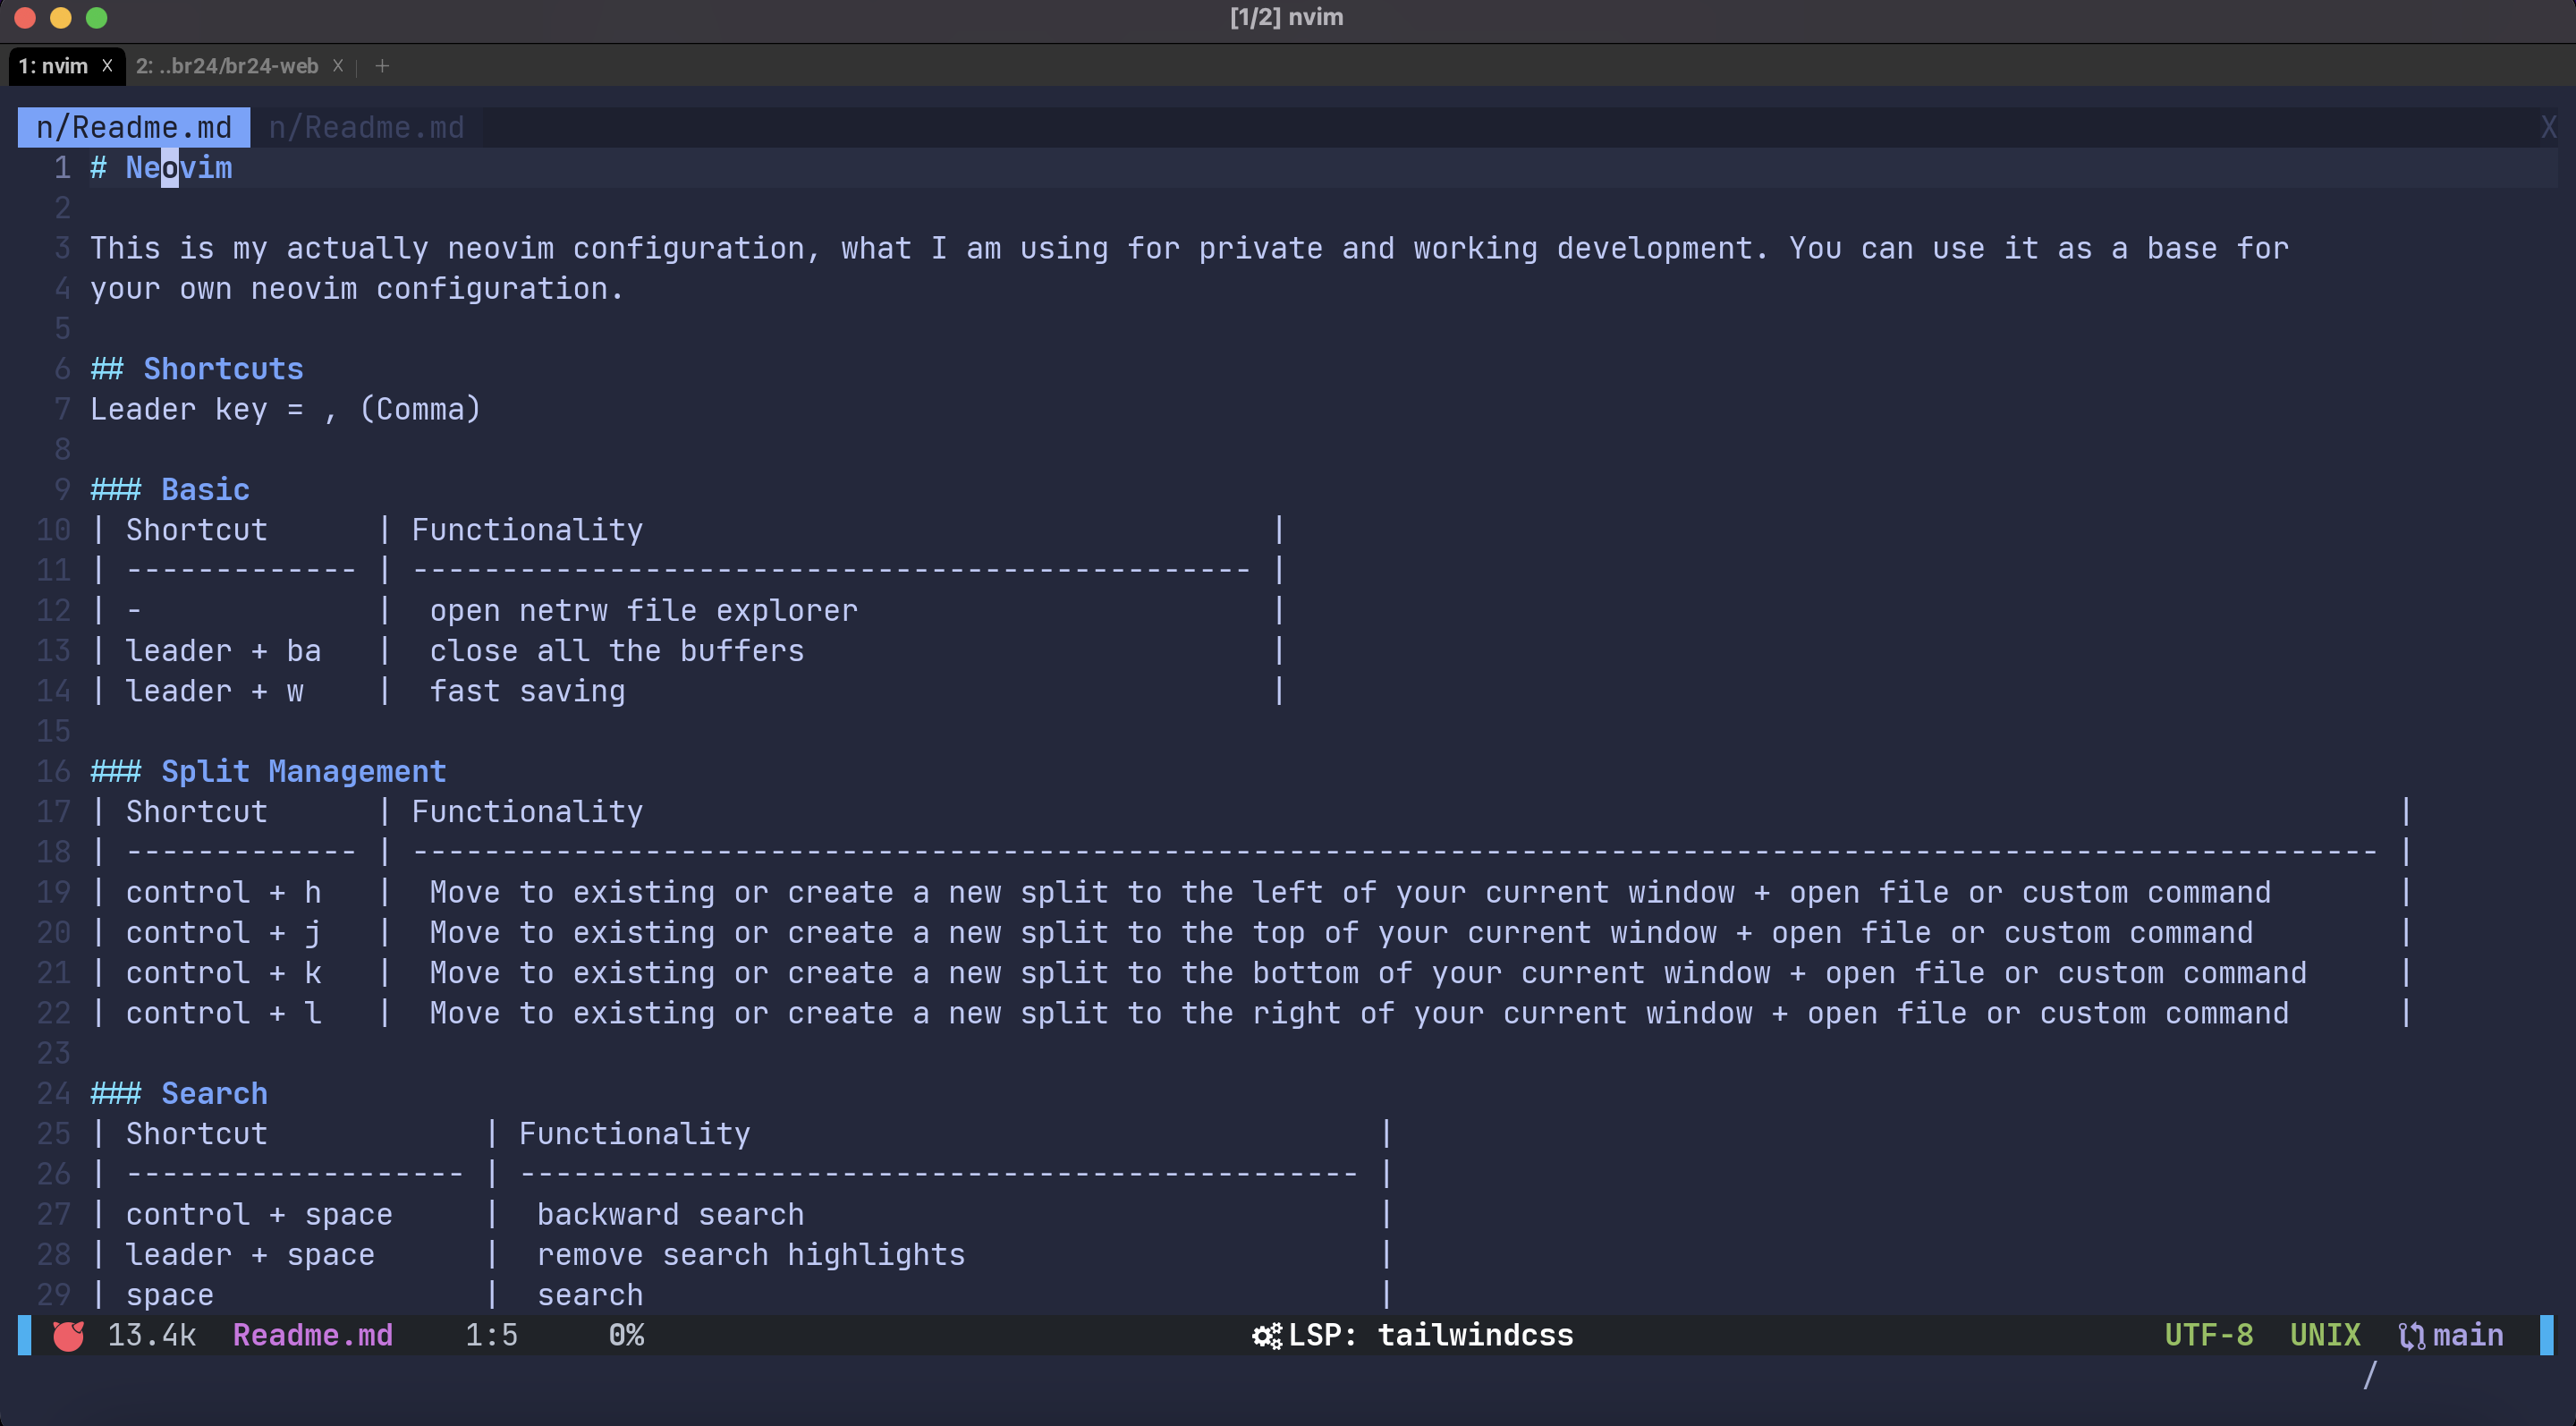 [1/2] nvim
1: nvim X 2: ..br24/br24-web X +
n/Readme.md n/Readme.md X
1 # Neovim
2
3 This is my actually neovim configuration, what I am using for private and working development. You can use it as a base for
4 your own neovim configuration.
5
6 ## Shortcuts
7 Leader key = , (Comma)
8
9 ### Basic
10 | Shortcut | Functionality |
11 | ------------- | ----------------------------------------------- |
12 | - | open netrw file explorer |
13 | leader + ba | close all the buffers |
14 | leader + w | fast saving |
15
16 ### Split Management
17 | Shortcut | Functionality |
18 | ------------- | -------------------------------------------------------------------------------------------------------------- |
19 | control + h | Move to existing or create a new split to the left of your current window + open file or custom command |
20 | control + j | Move to existing or create a new split to the top of your current window + open file or custom command |
21 | control + k | Move to existing or create a new split to the bottom of your current window + open file or custom command |
22 | control + l | Move to existing or create a new split to the right of your current window + open file or custom command |
23
24 ### Search
25 | Shortcut | Functionality |
26 | ------------------- | ----------------------------------------------- |
27 | control + space | backward search |
28 | leader + space | remove search highlights |
29 | space | search |
13.4k Readme.md 1:5 0% LSP: tailwindcss UTF-8 UNIX main
/